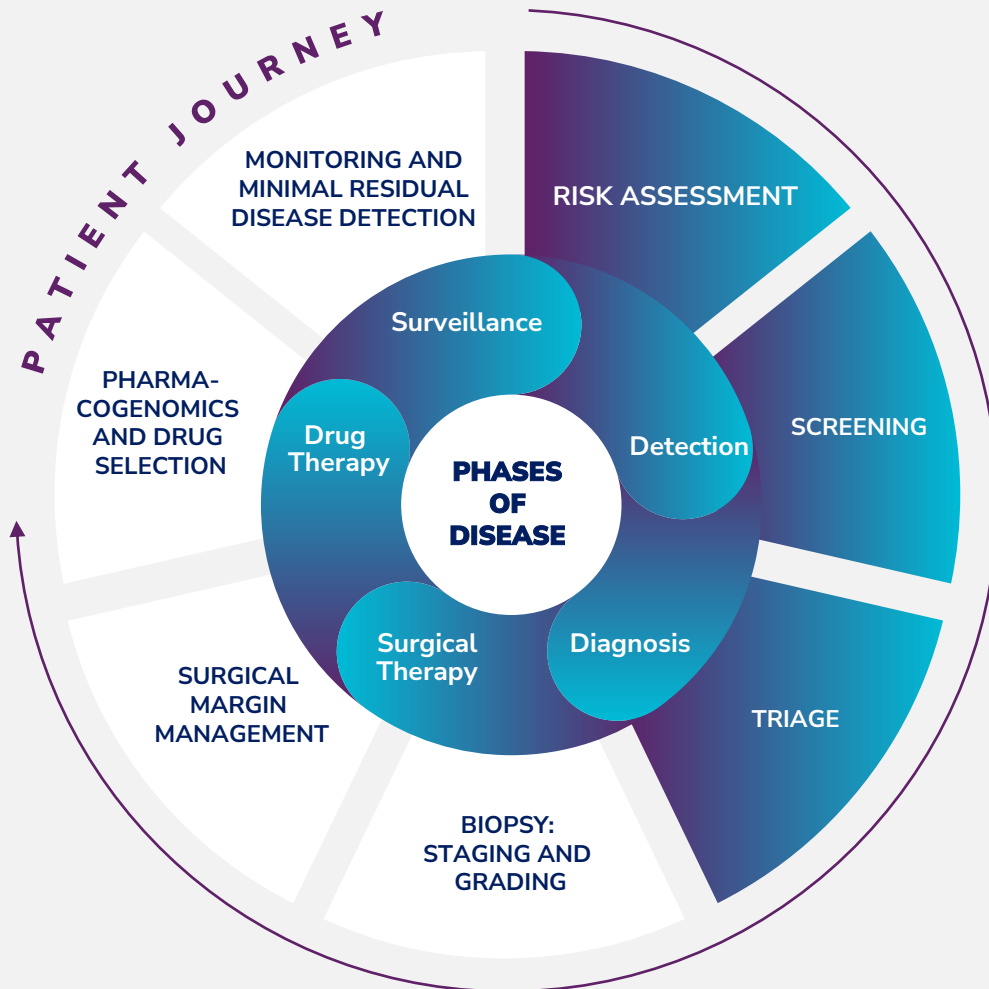 PATIENT JOURNEY
MONITORING AND
MINIMAL RESIDUAL
DISEASE DETECTION
RISK ASSESSMENT
SCREENING
TRIAGE
BIOPSY:
STAGING AND
GRADING
SURGICAL
MARGIN
MANAGEMENT
PHARMA-
COGENOMICS
AND DRUG
SELECTION
Surveillance
Detection
Diagnosis
Surgical
Therapy
Drug
Therapy
PHASES
OF
DISEASE